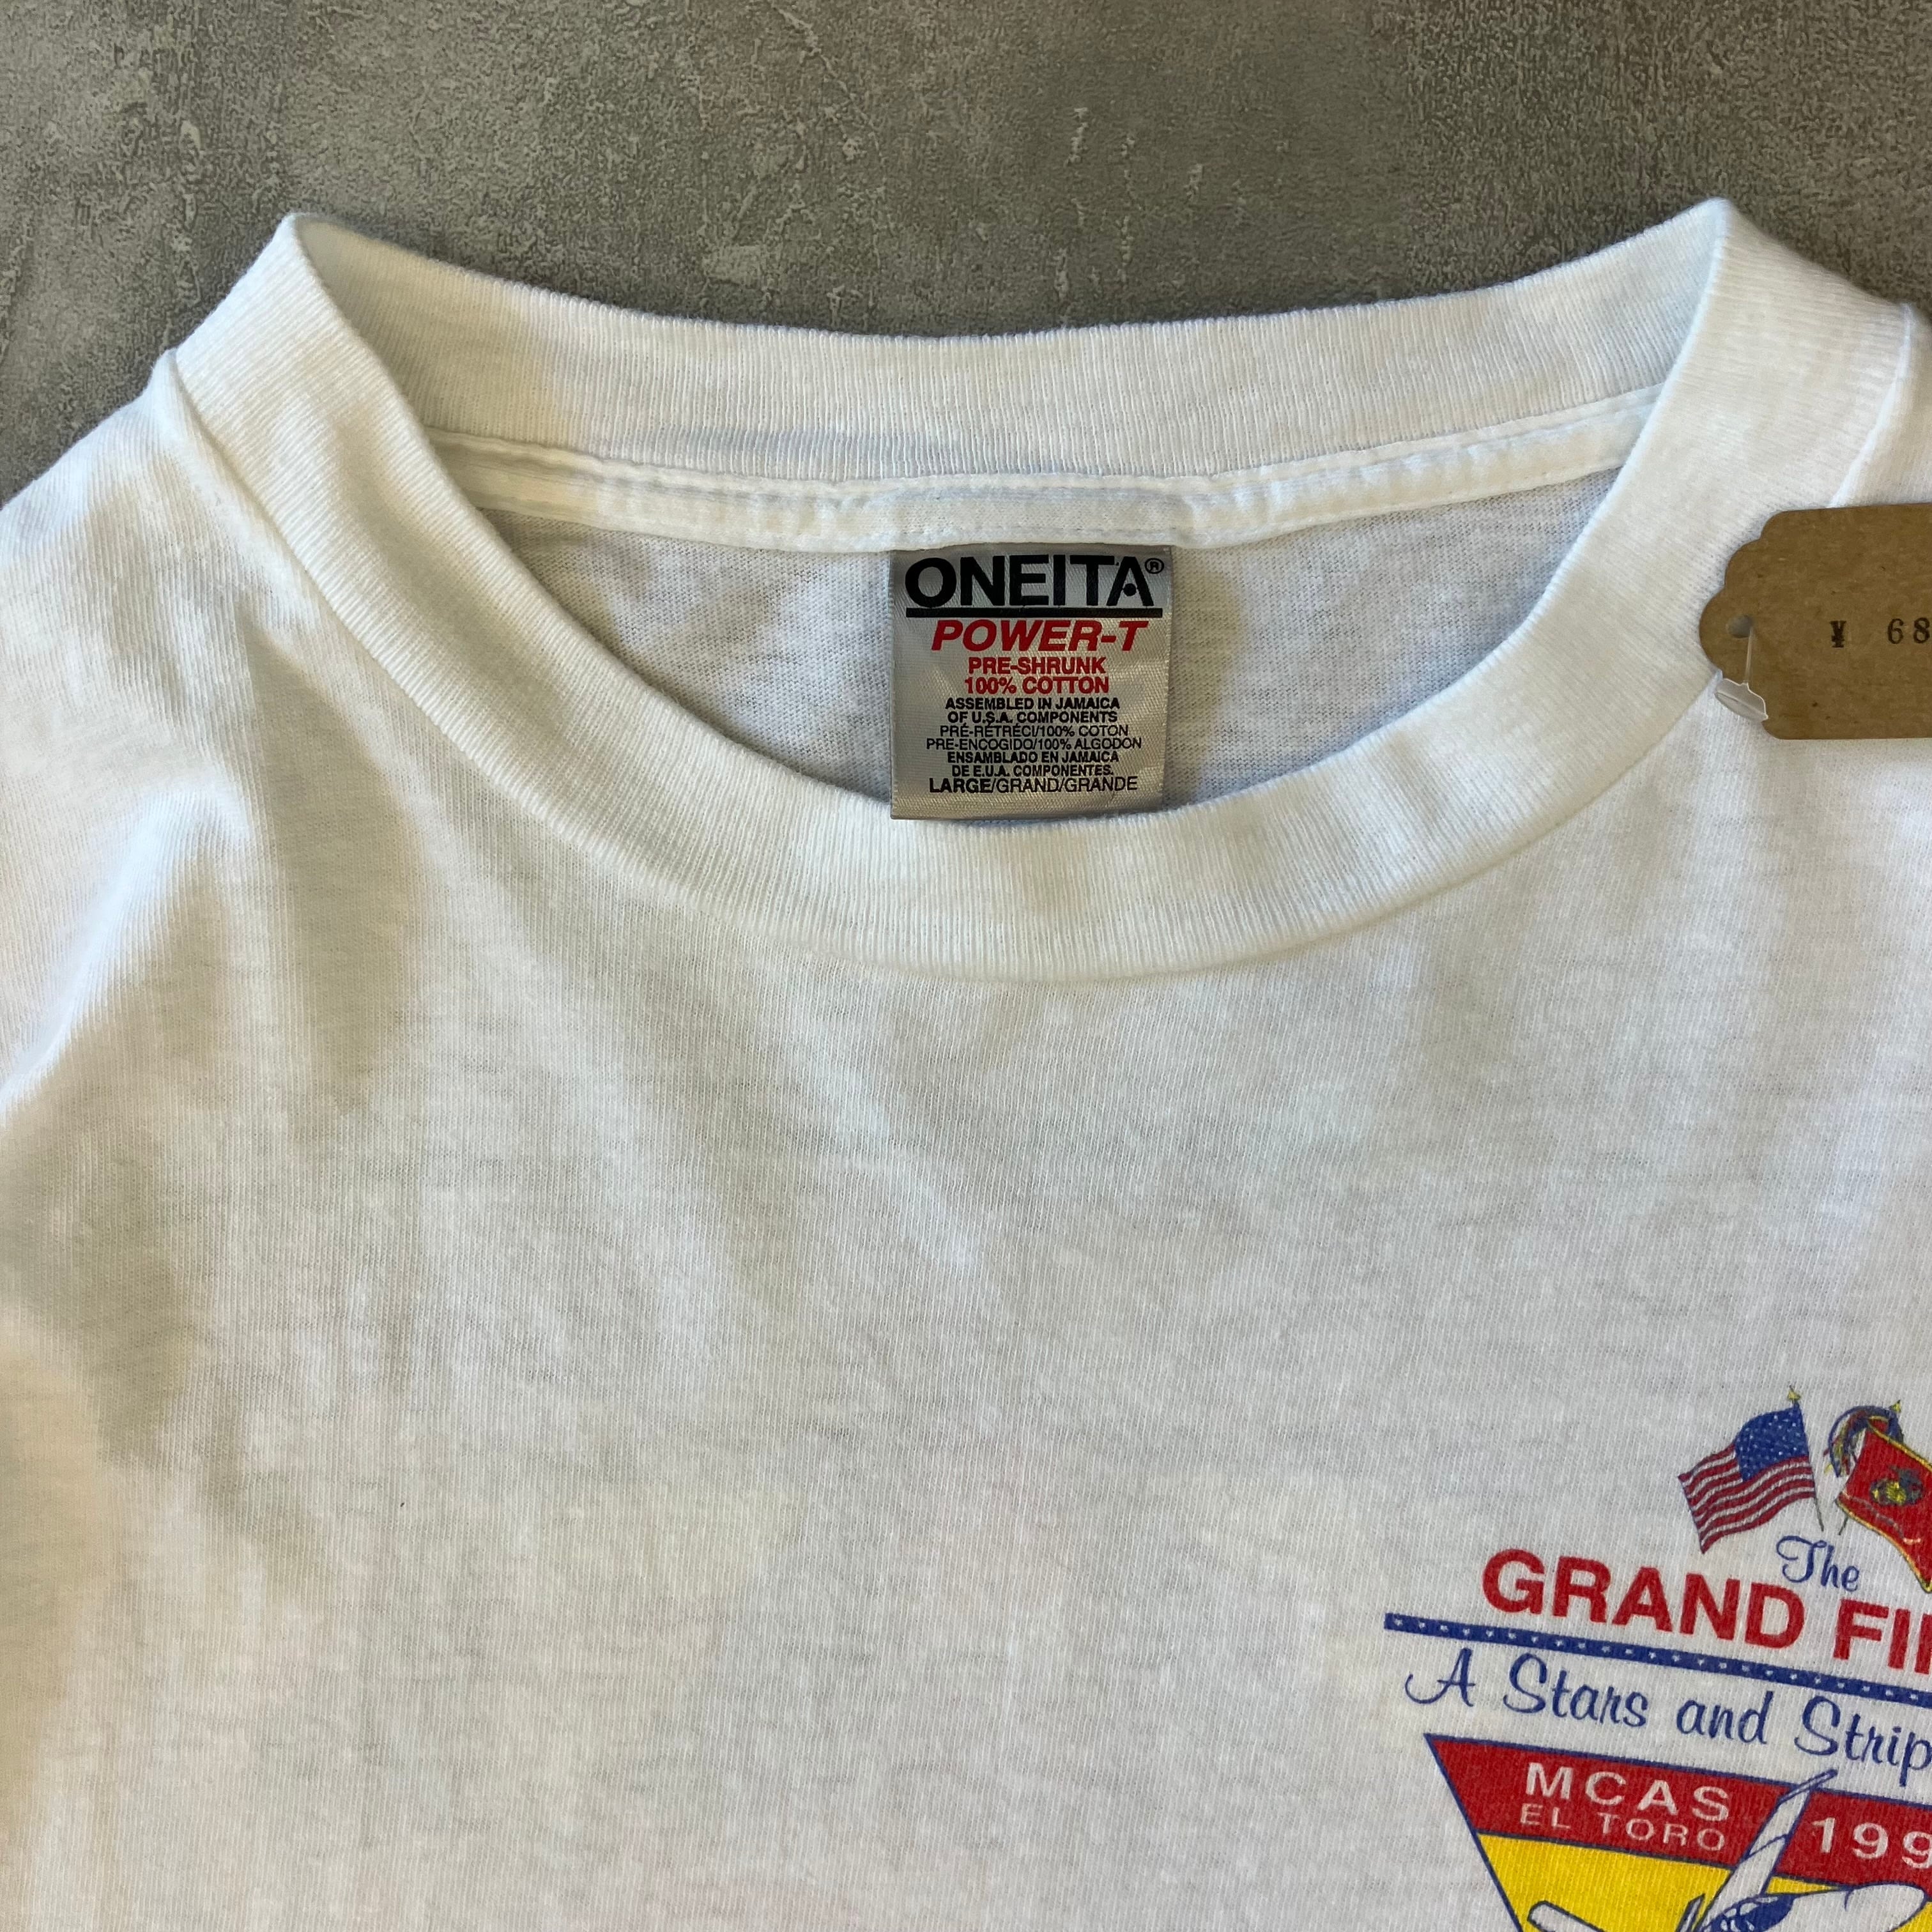 ONEITA®
POWER-T
PRE-SHRUNK
100% COTTON
ASSEMBLED IN JAMAICA
OF U.S.A. COMPONENTS
PRÉ-RÉTRÉCI/100% COTON
PRE-ENCOGIDO/100% ALGODON
ENSAMBLADO EN JAMAICA
DE E.U.A. COMPONENTES.
LARGE/GRAND/GRANDE
¥ 68
The
GRAND FI
A Stars and Strip
MCAS
EL TORO
199